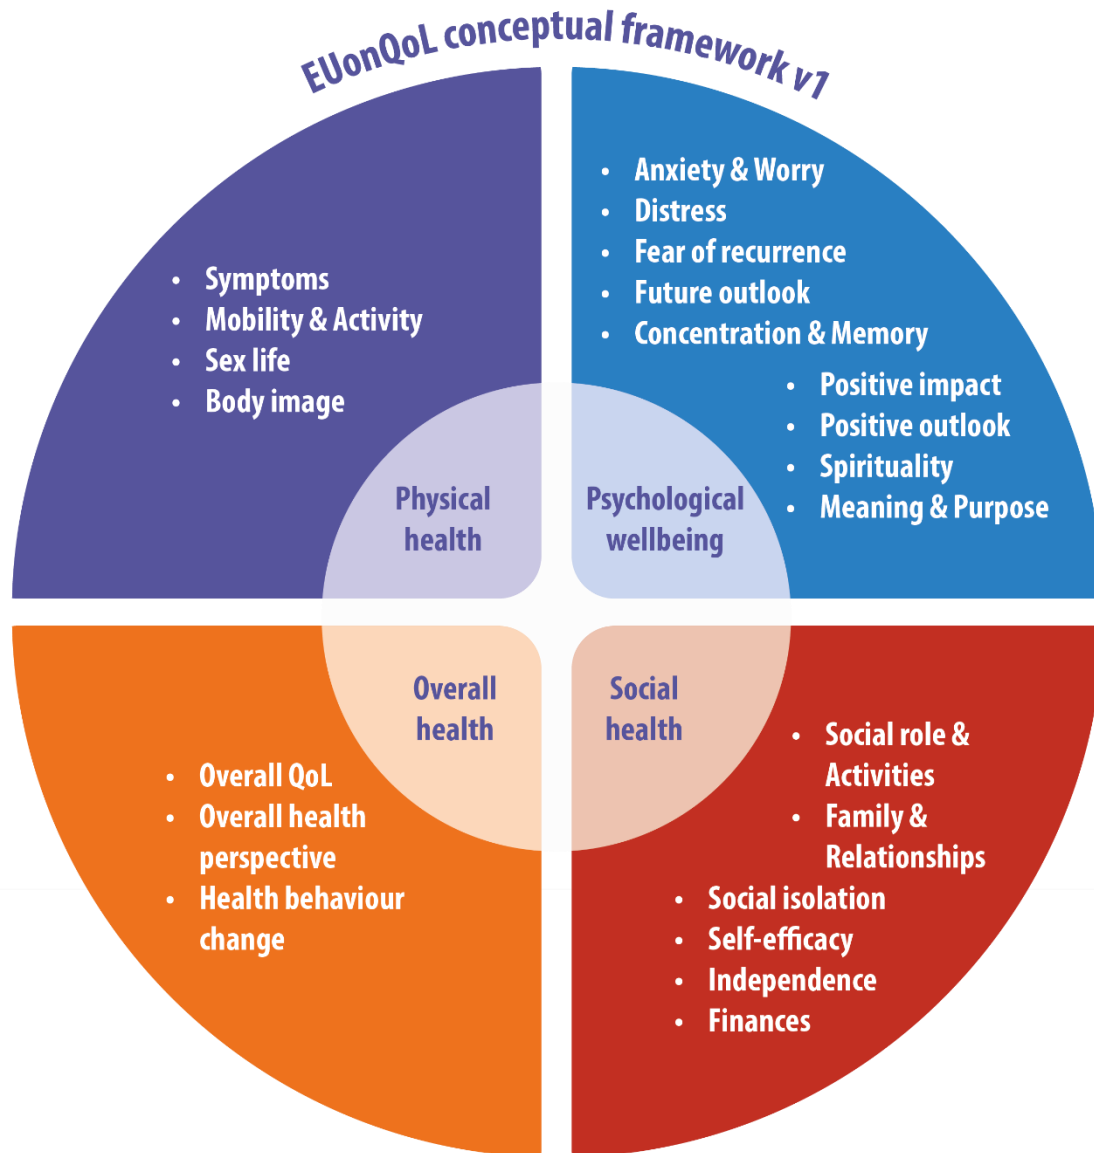 EUonQoL conceptual framework v1
• Symptoms
• Mobility & Activity
• Sex life
• Body image
Physical
health
• Anxiety & Worry
• Distress
• Fear of recurrence
• Future outlook
• Concentration & Memory
• Positive impact
• Positive outlook
• Spirituality
• Meaning & Purpose
Psychological
wellbeing
Overall
health
• Overall QoL
• Overall health
perspective
• Health behaviour
change
Social
health
• Social role &
Activities
• Family &
Relationships
• Social isolation
• Self-efficacy
• Independence
• Finances